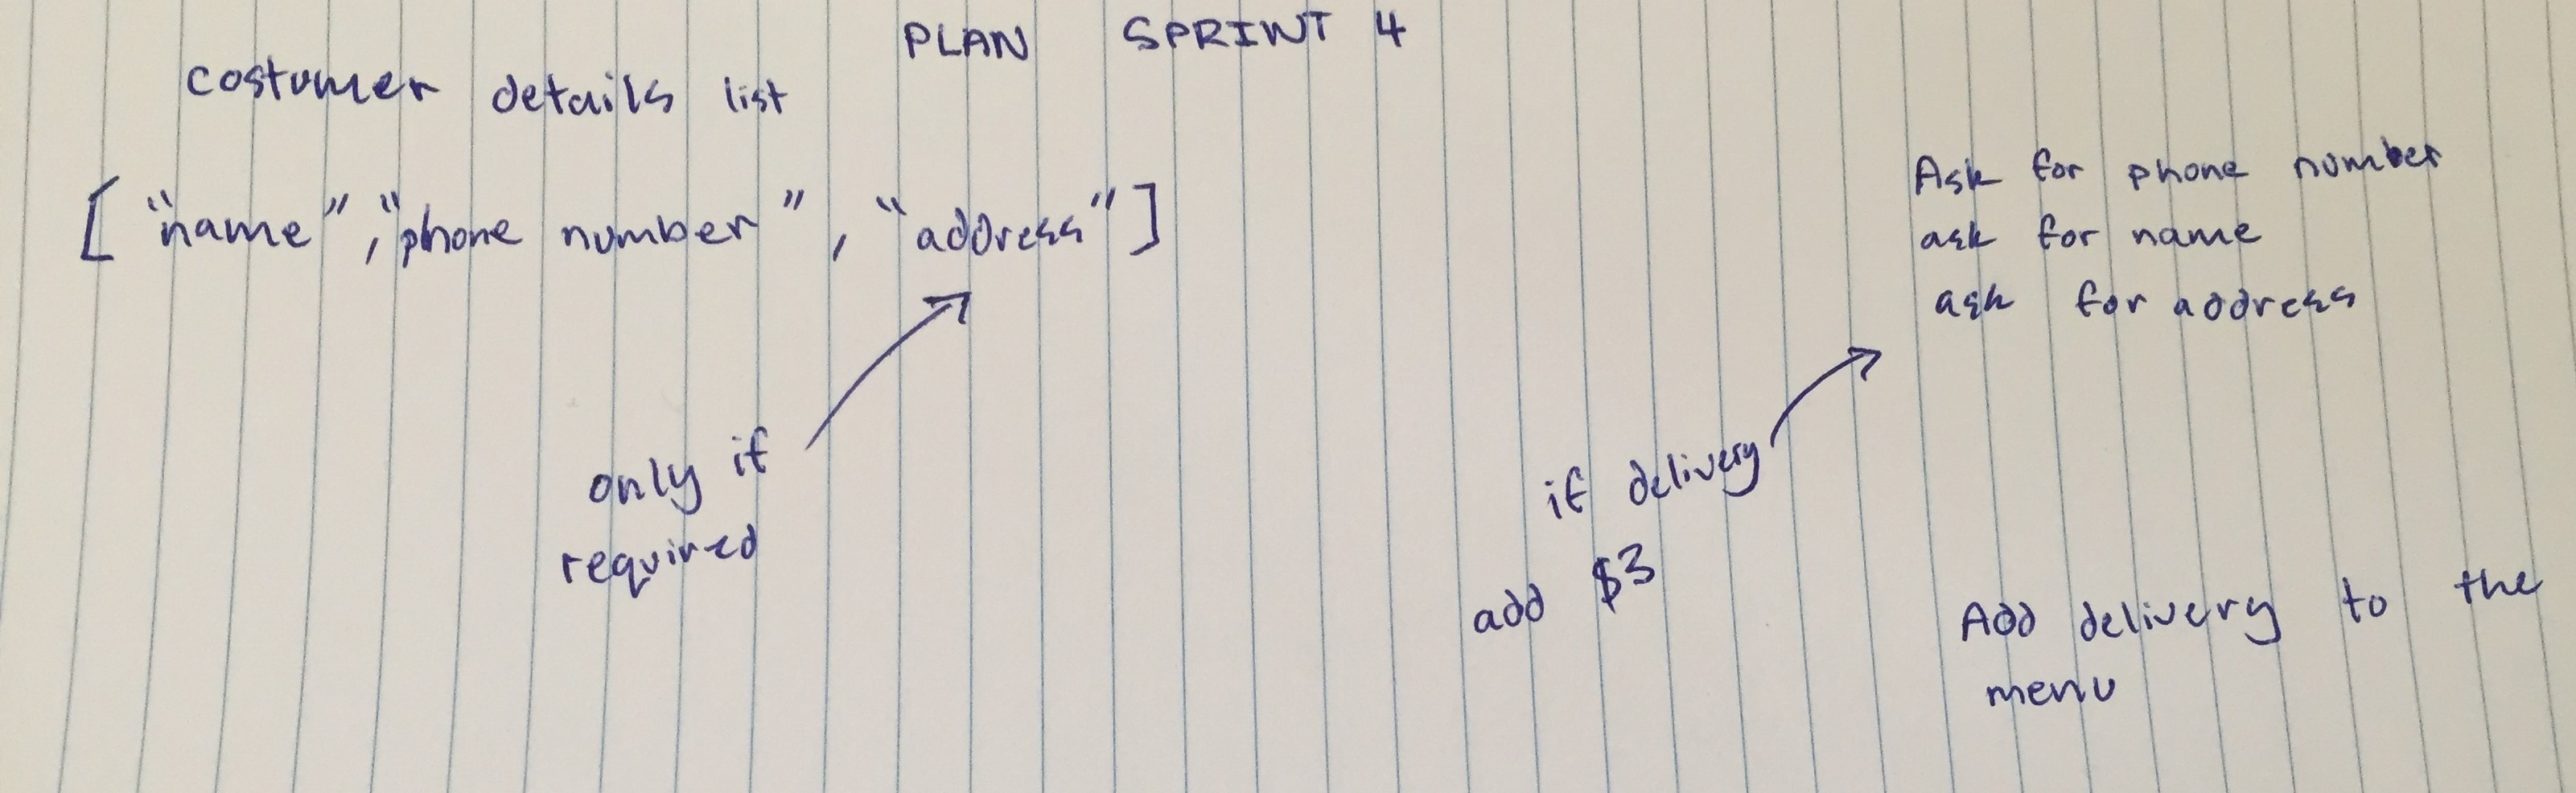 PLAN SPRINT 4
costumer details list
["name","phone number", "address"]
only if
required
Ask for phone number
ask for name
ask for address
if delivery
add $3
Add delivery to the
menu